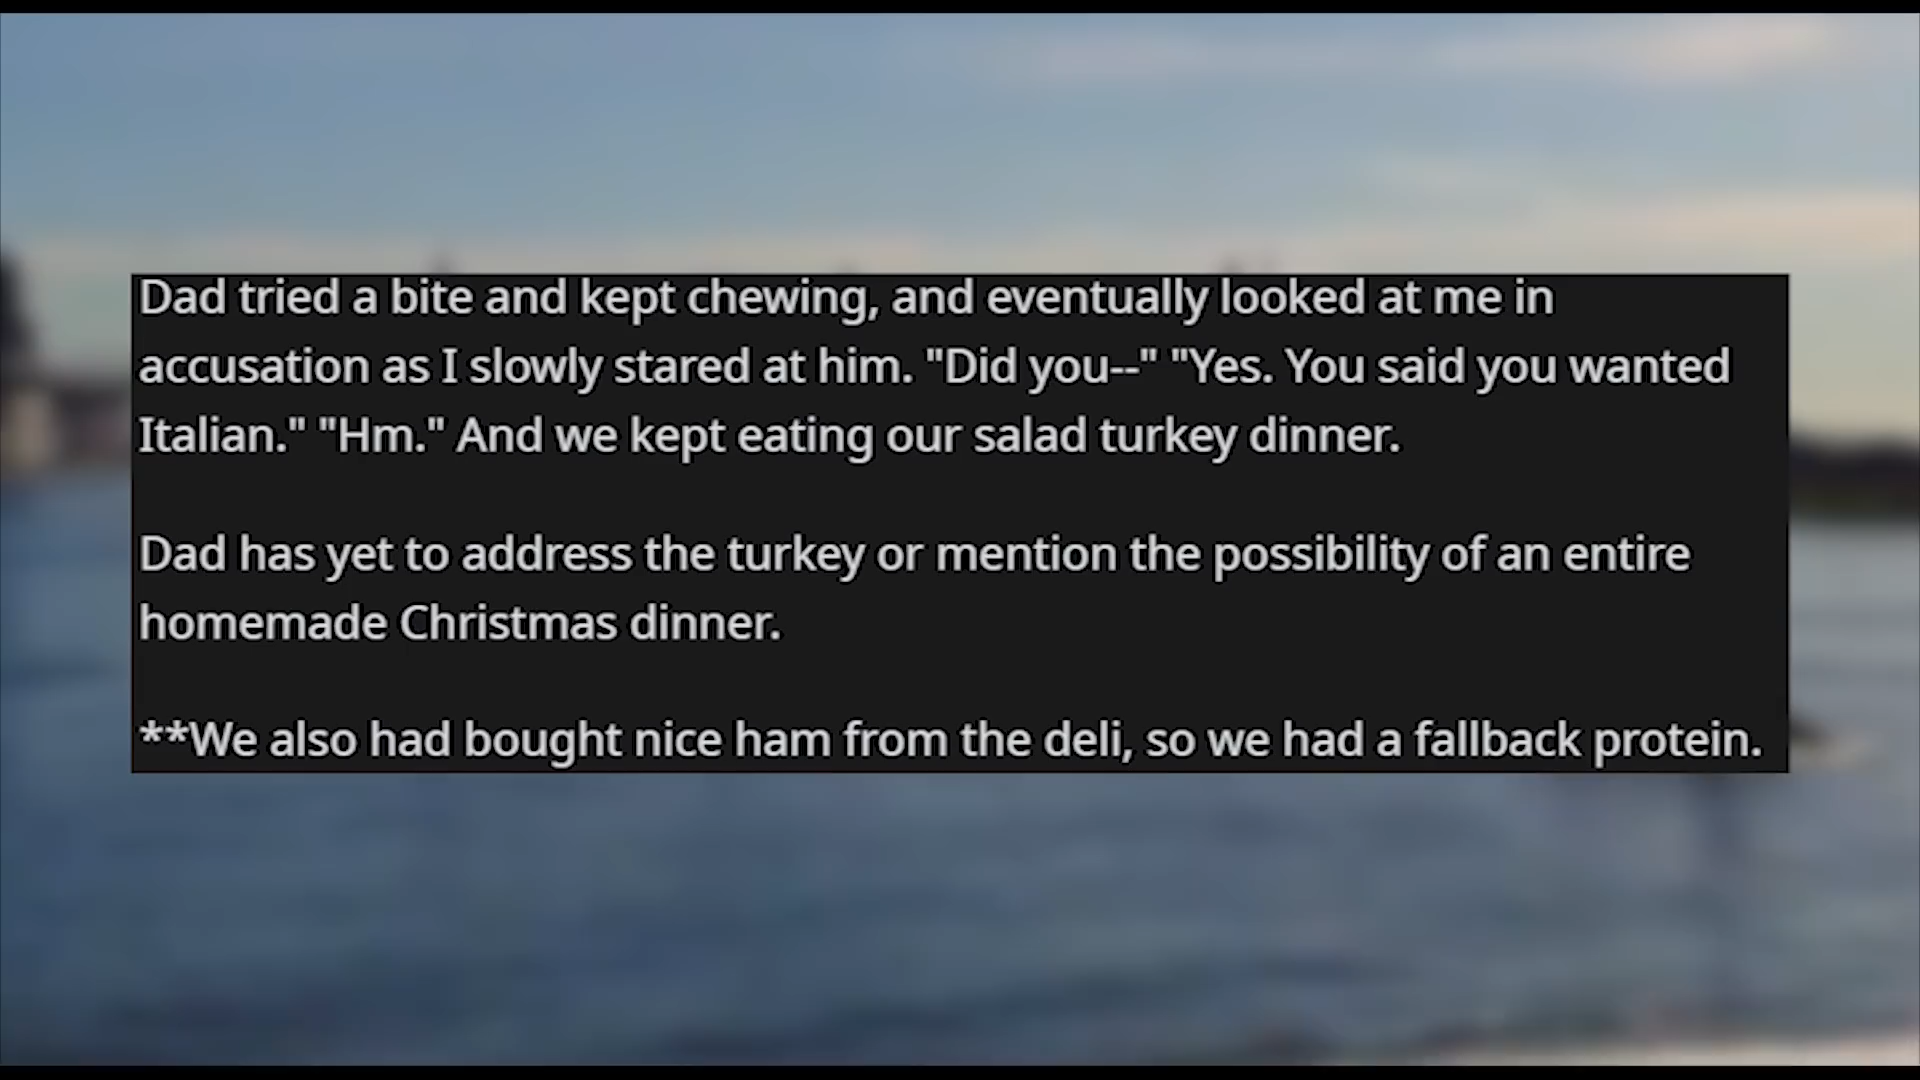 Dad tried a bite and kept chewing, and eventually looked at me in
accusation as I slowly stared at him. "Did you--" "Yes. You said you wanted
Italian." "Hm." And we kept eating our salad turkey dinner.
Dad has yet to address the turkey or mention the possibility of an entire
homemade Christmas dinner.
**We also had bought nice ham from the deli, so we had a fallback protein.